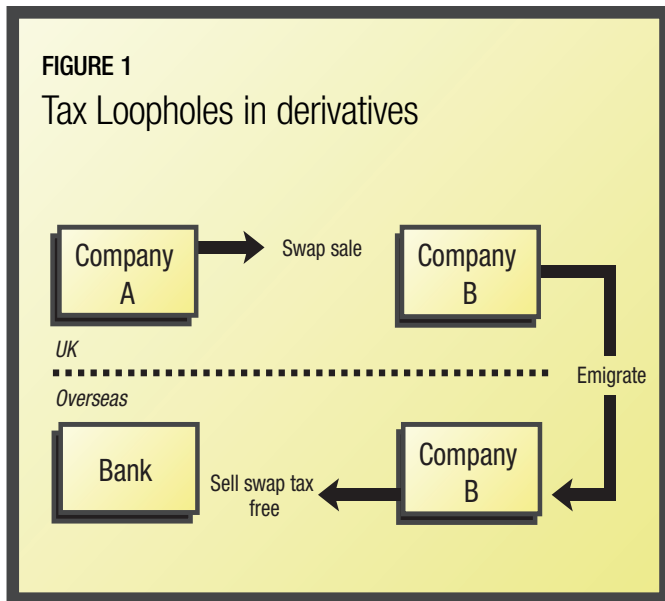 FIGURE 1
Tax Loopholes in derivatives
Company
A
Swap sale
Company
B
UK
Emigrate
Overseas
Bank
Sell swap tax
free
Company
B